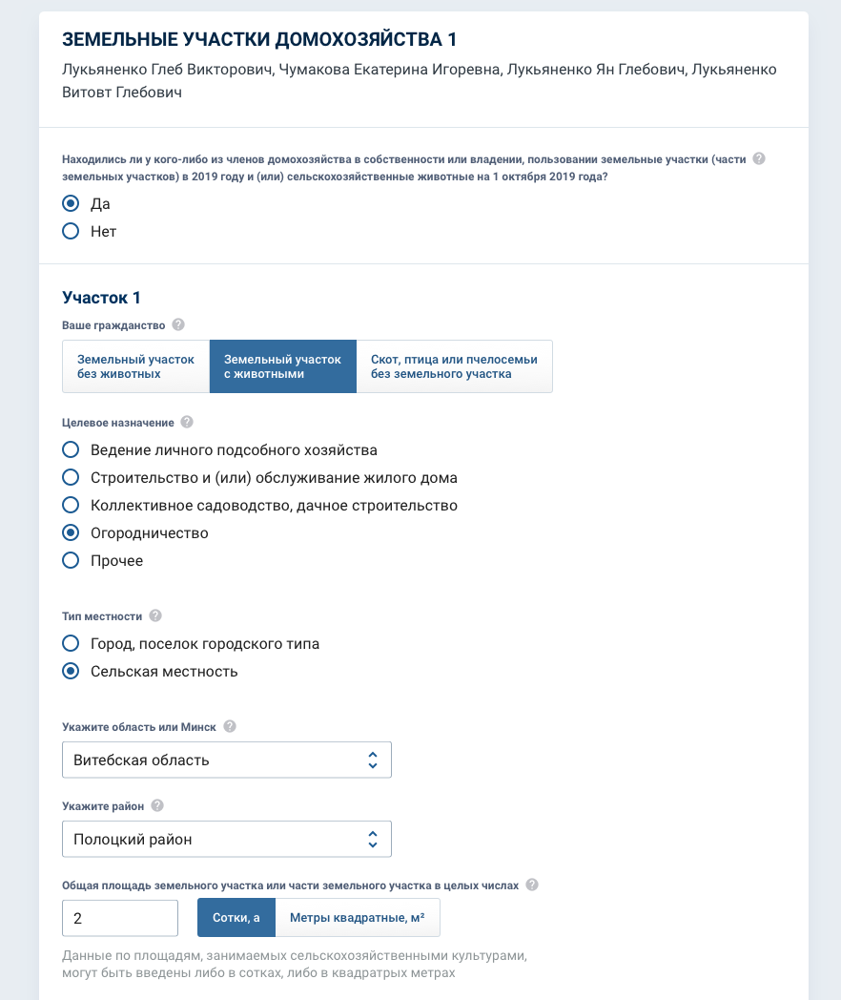 ЗЕМЕЛЬНЫЕ УЧАСТКИ ДОМОХОЗЯЙСТВА 1
Лукьяненко Глеб Викторович, Чумакова Екатерина Игоревна, Лукьяненко Ян Глебович, Лукьяненко
Витовт Глебович
Находились ли у кого-либо из членов домохозяйства в собственности или владении, пользовании земельные участки (части ?
земельных участков) в 2019 году и (или) сельскохозяйственные животные на 1 октября 2019 года?
Да
Нет
Участок 1
Ваше гражданство ?
Земельный участок
без животных
Земельный участок
с животными
Скот, птица или пчелосемьи
без земельного участка
Целевое назначение ?
Ведение личного подсобного хозяйства
Строительство и (или) обслуживание жилого дома
Коллективное садоводство, дачное строительство
Огородничество
Прочее
Тип местности ?
Город, поселок городского типа
Сельская местность
Укажите область или Минск ?
Витебская область
Укажите район ?
Полоцкий район
Общая площадь земельного участка или части земельного участка в целых числах ?
2 Сотки, а Метры квадратные, м²
Данные по площадям, занимаемых сельскохозяйственными культурами,
могут быть введены либо в сотках, либо в квадратрых метрах